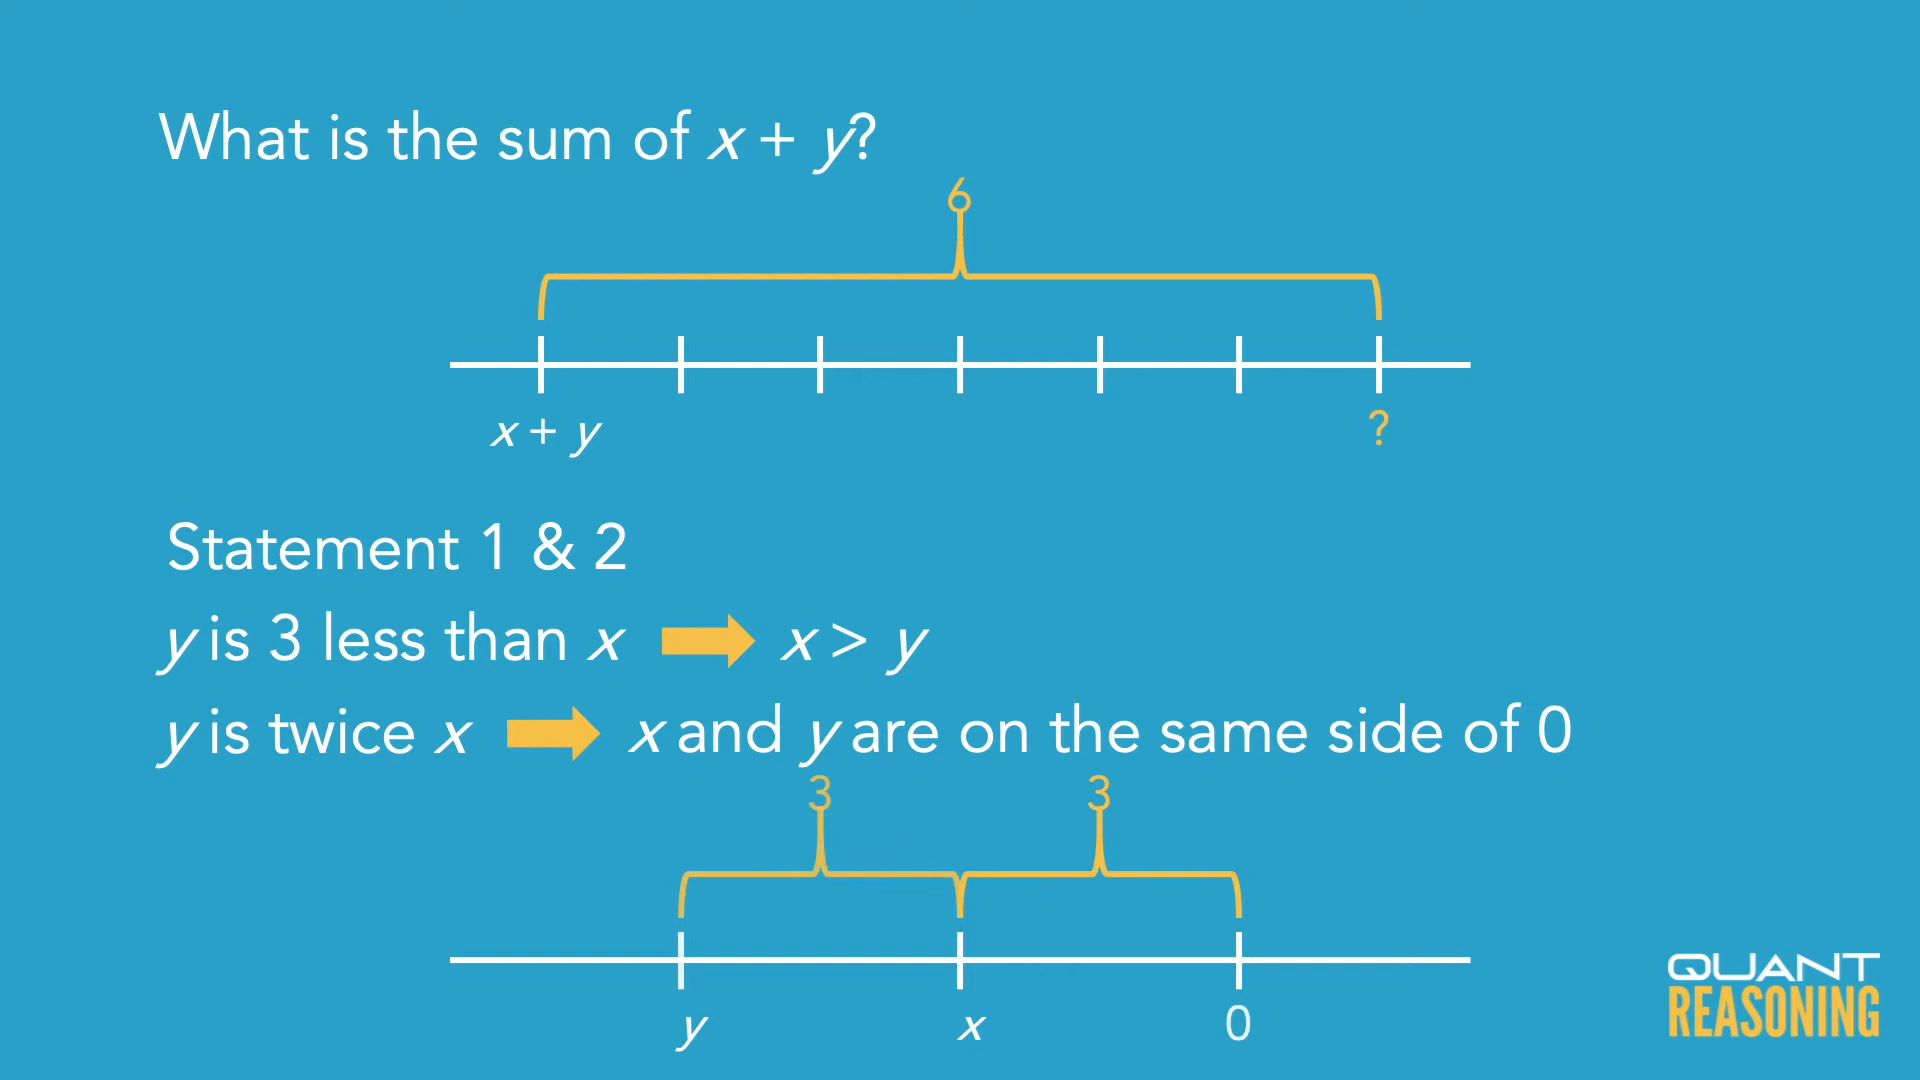 What is the sum of x + y?
6
x + y ?
Statement 1 & 2
y is 3 less than x x > y
y is twice x x and y are on the same side of 0
3 3
y x 0
QUANT
REASONING